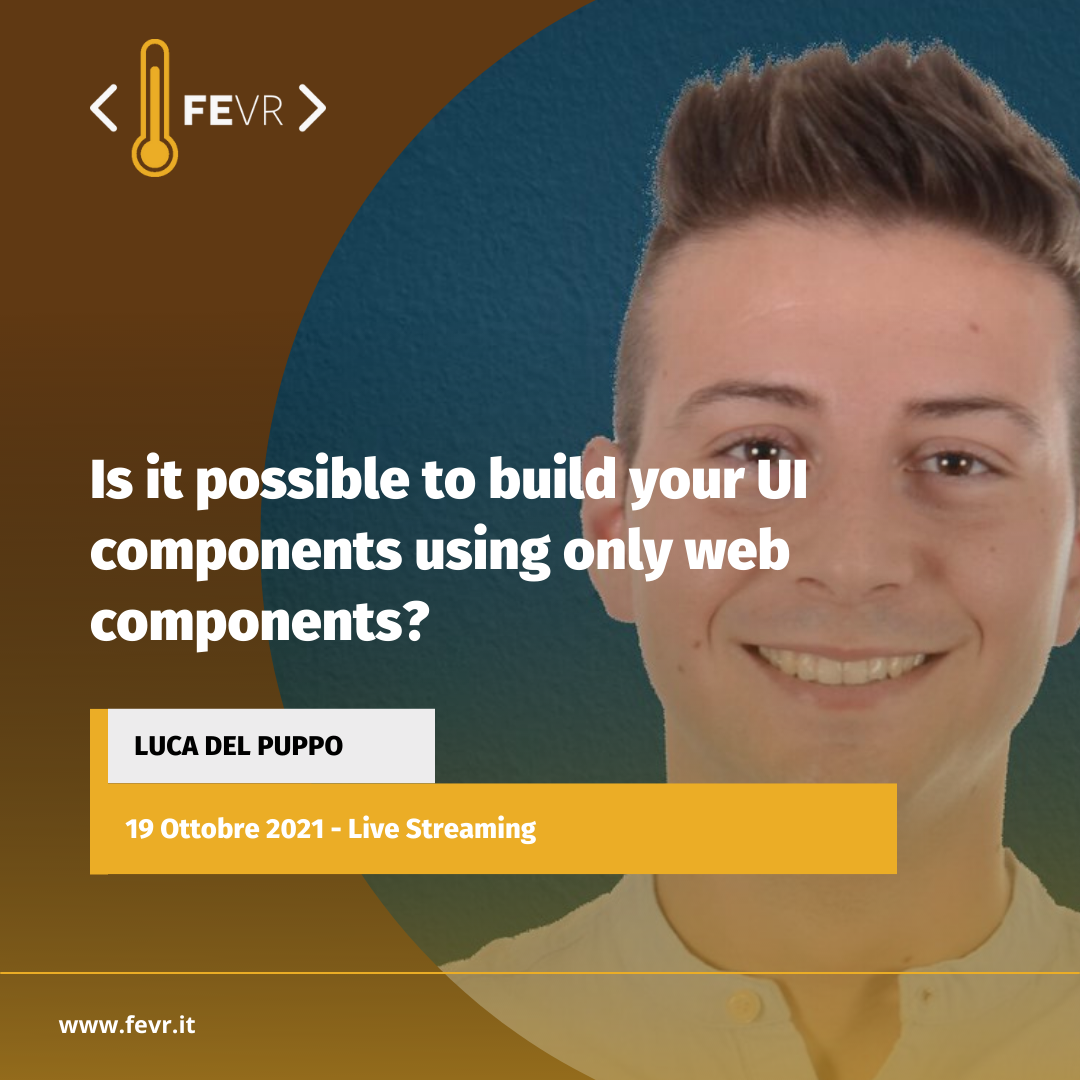 < FEVR >
Is it possible to build your UI
components using only web
components?
LUCA DEL PUPPO
19 Ottobre 2021 - Live Streaming
www.fevr.it